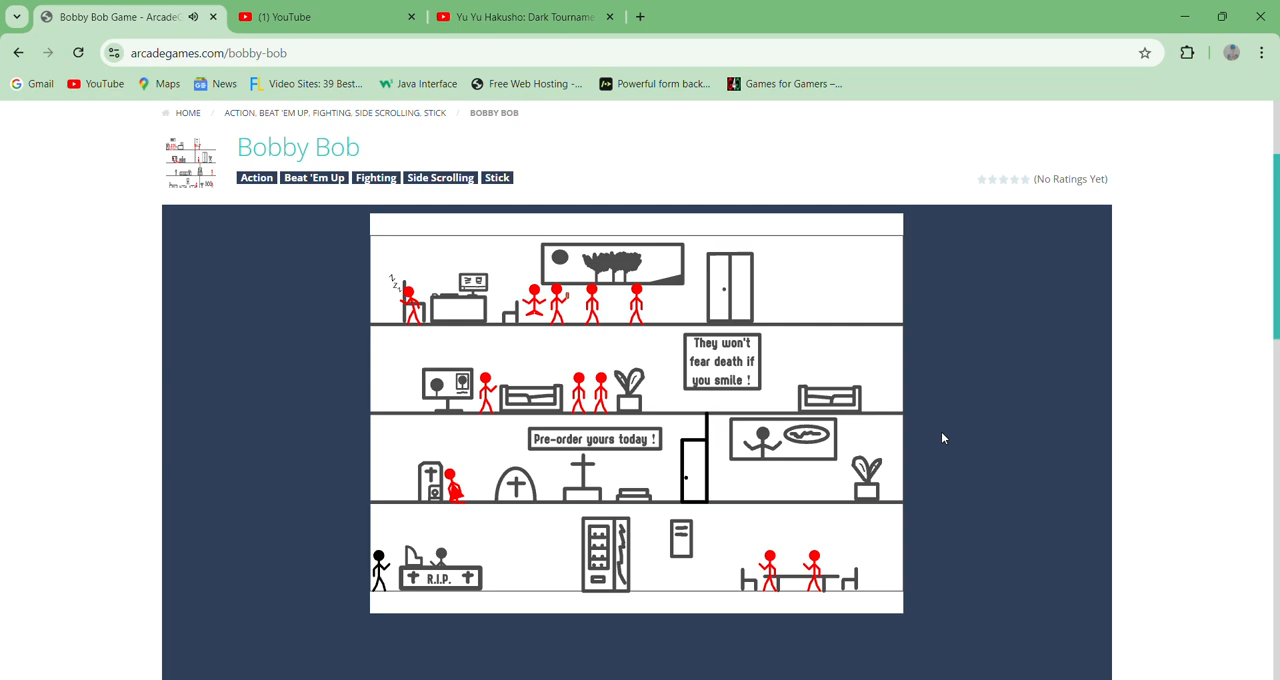 Bobby Bob Game - ArcadeG
(1) YouTube
Yu Yu Hakusho: Dark Tourname
arcadegames.com/bobby-bob
Gmail
YouTube
Maps
News
Video Sites: 39 Best...
Java Interface
Free Web Hosting -...
Powerful form back...
Games for Gamers –...
HOME / ACTION, BEAT 'EM UP, FIGHTING, SIDE SCROLLING, STICK / BOBBY BOB
Bobby Bob
Action Beat 'Em Up Fighting Side Scrolling Stick
(No Ratings Yet)
z
z
z
They won't
fear death if
you smile !
Pre-order yours today !
R.I.P.